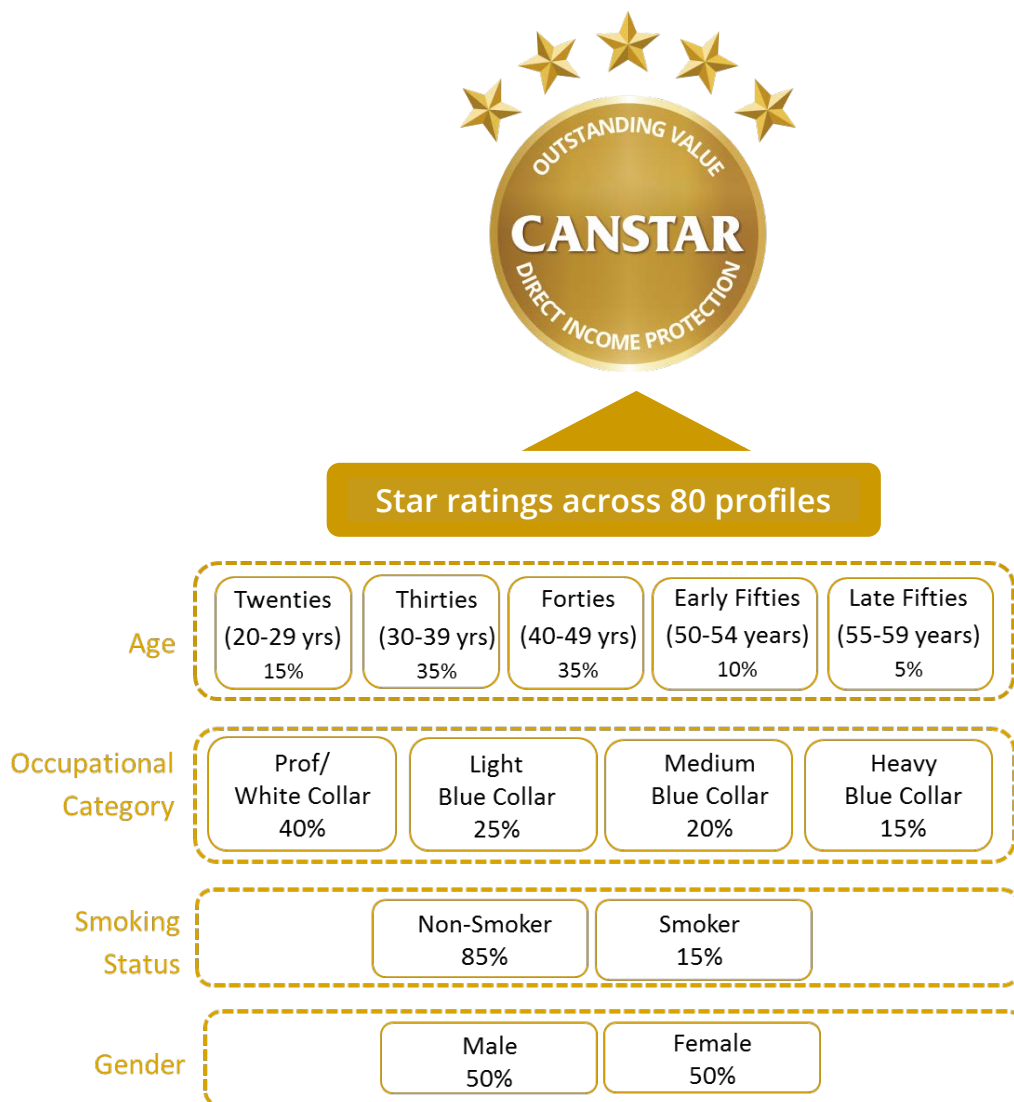 OUTSTANDING VALUE
CANSTAR
DIRECT INCOME PROTECTION
Star ratings across 80 profiles
Age
Twenties
(20-29 yrs)
15%
Thirties
(30-39 yrs)
35%
Forties
(40-49 yrs)
35%
Early Fifties
(50-54 years)
10%
Late Fifties
(55-59 years)
5%
Occupational
Category
Prof/
White Collar
40%
Light
Blue Collar
25%
Medium
Blue Collar
20%
Heavy
Blue Collar
15%
Smoking
Status
Non-Smoker
85%
Smoker
15%
Gender
Male
50%
Female
50%